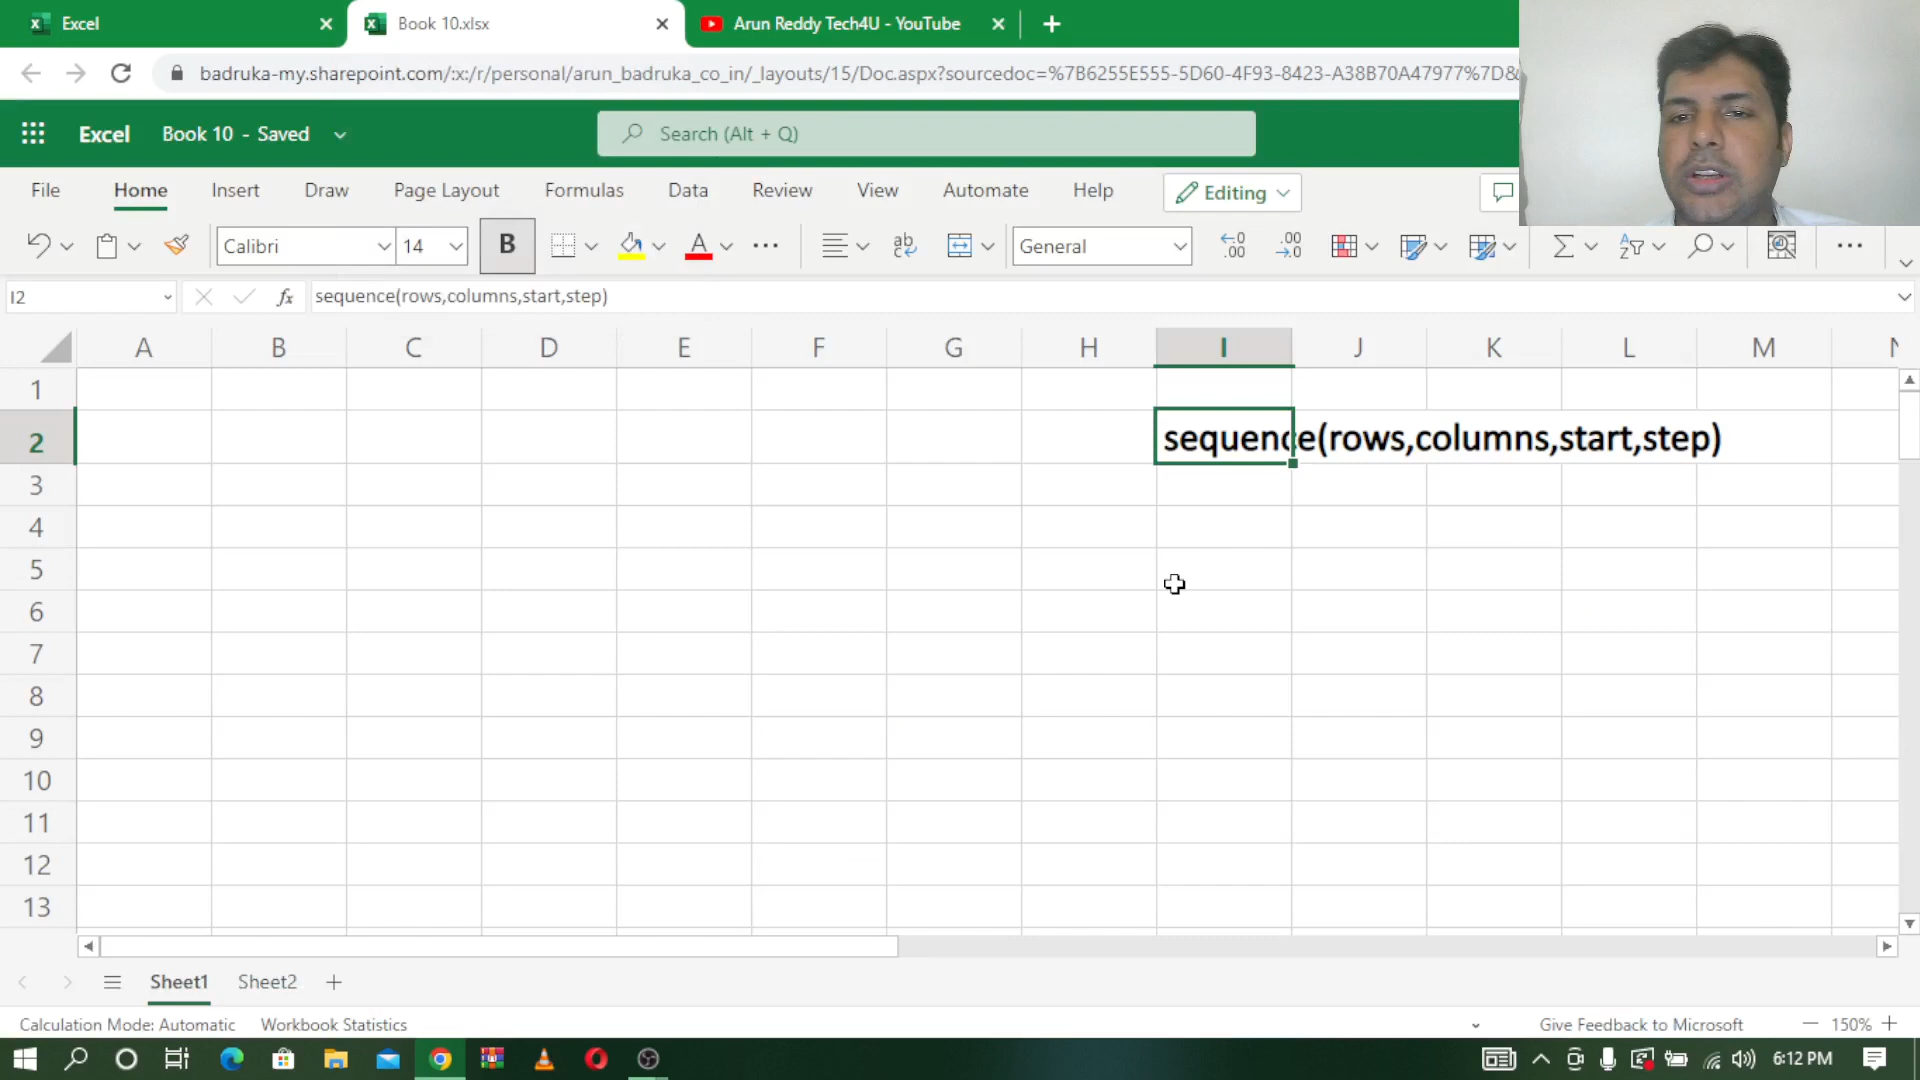 Excel
Book 10.xlsx
Arun Reddy Tech4U - YouTube
badruka-my.sharepoint.com/:x:/r/personal/arun_badruka_co_in/_layouts/15/Doc.aspx?sourcedoc=%7B6255E555-5D60-4F93-8423-A38B70A47977%7D&
Excel Book 10 - Saved Search (Alt + Q)
File Home Insert Draw Page Layout Formulas Data Review View Automate Help Editing
Calibri 14 B A ab General .00 .00
I2 fx sequence(rows,columns,start,step)
A B C D E F G H I J K L M
1
2 sequence(rows,columns,start,step)
3
4
5
6
7
8
9
10
11
12
13
Sheet1 Sheet2
Calculation Mode: Automatic Workbook Statistics Give Feedback to Microsoft 150%
6:12 PM